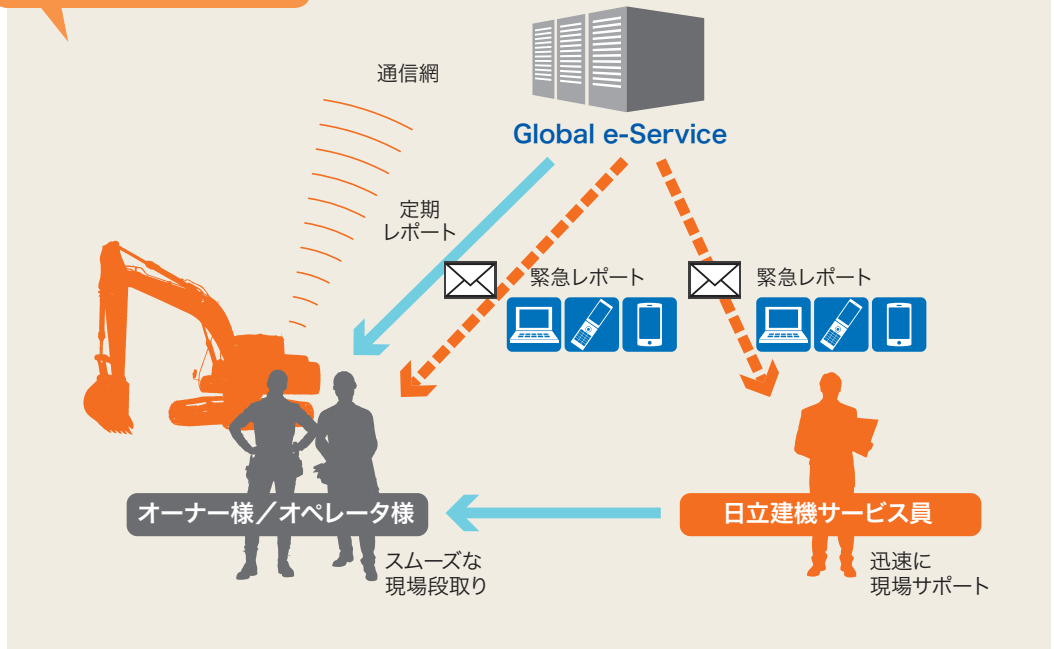 通信網
Global e-Service
定期
レポート
緊急レポート
緊急レポート
オーナー様／オペレータ様
日立建機サービス員
スムーズな
現場段取り
迅速に
現場サポート